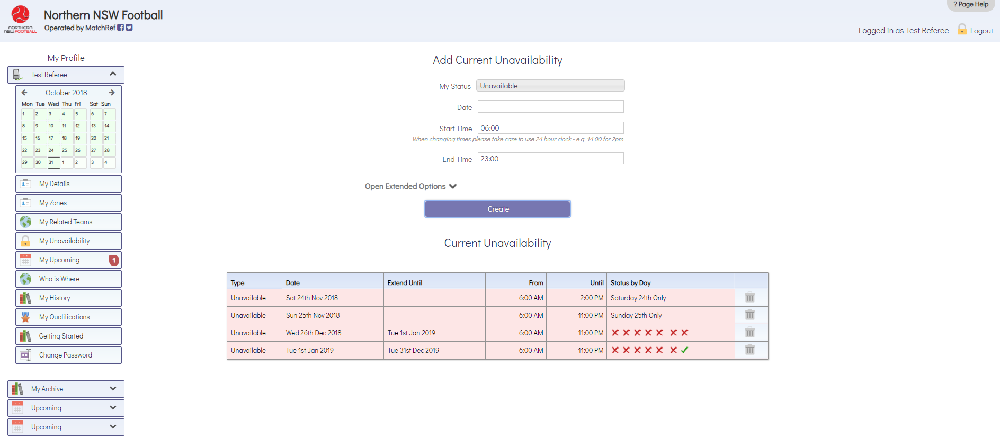 ? Page Help
Northern NSW Football
Operated by MatchRef
NORTHERN
NSW FOOTBALL
Logged in as Test Referee
Logout
My Profile
Test Referee
October 2018
Mon Tue Wed Thu Fri Sat Sun
1 2 3 4 5 6 7
8 9 10 11 12 13 14
15 16 17 18 19 20 21
22 23 24 25 26 27 28
29 30 31 1 2 3 4
My Details
My Zones
My Related Teams
My Unavailability
My Upcoming 1
Who is Where
My History
My Qualifications
Getting Started
Change Password
My Archive
Upcoming
Upcoming
Add Current Unavailability
My Status Unavailable
Date
Start Time 06:00
When changing times please take care to use 24 hour clock - e.g. 14.00 for 2pm
End Time 23:00
Open Extended Options
Create
Current Unavailability
Type Date Extend Until From Until Status by Day
Unavailable Sat 24th Nov 2018 6:00 AM 2:00 PM Saturday 24th Only
Unavailable Sun 25th Nov 2018 6:00 AM 11:00 PM Sunday 25th Only
Unavailable Wed 26th Dec 2018 Tue 1st Jan 2019 6:00 AM 11:00 PM
Unavailable Tue 1st Jan 2019 Tue 31st Dec 2019 6:00 AM 11:00 PM